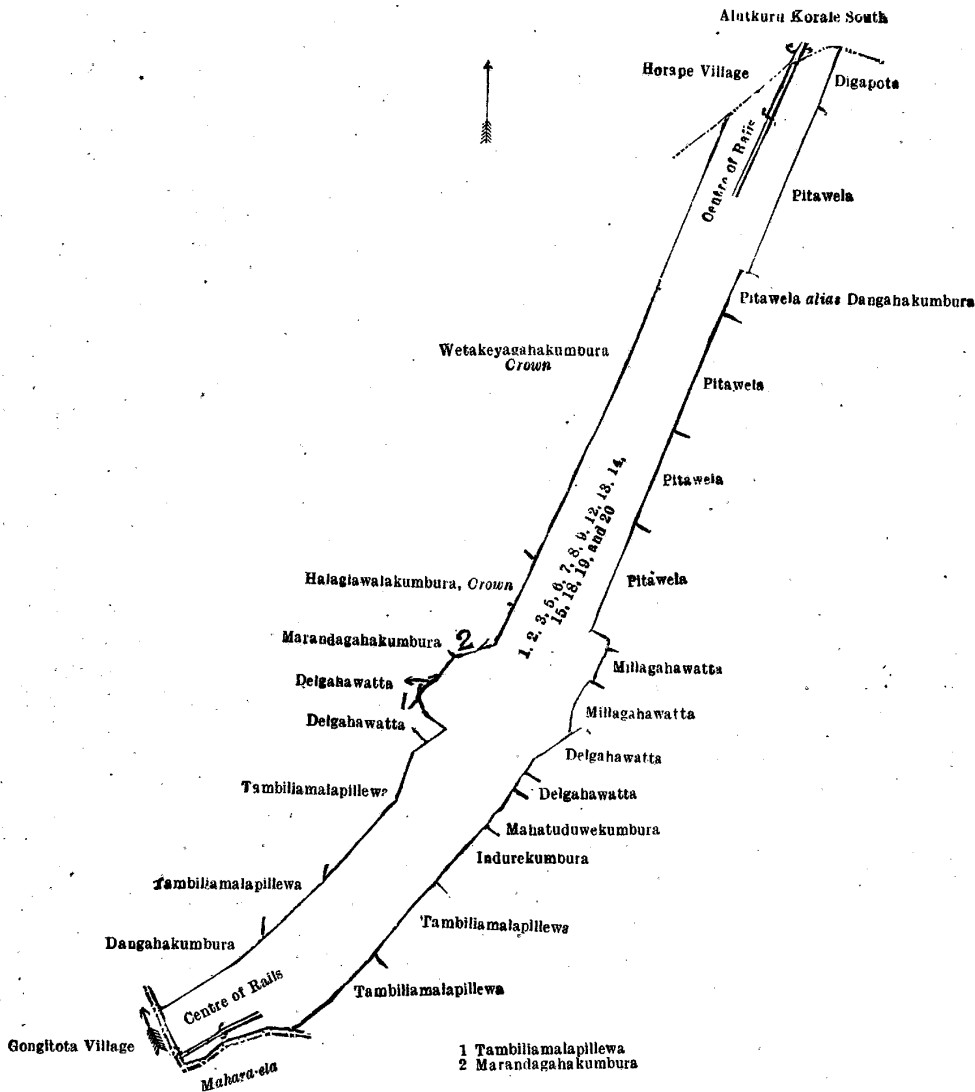 Alutkuru Korale South
Horape Village
Digapota
Centre of Rails
Pitawela
Pitawela alias Dangahakumbura
Wetakeyagahakumbura
Crown
Pitawela
Pitawela
1, 2, 3, 5, 6, 7, 8, 9, 12, 13, 14,
15, 18, 19, and 20
Halagiawalakumbura, Crown
Pitawela
Marandagahakumbura
2
Millagahawatta
Delgahawatta
1
Millagahawatta
Delgahawatta
Delgahawatta
Tambiliamalapillewa
Delgahawatta
Mahatuduwekumbura
Indurekumbura
Tambiliamalapillewa
Tambiliamalapillewa
Dangahakumbura
Centre of Rails
Tambiliamalapillewa
Gongitota Village
Mahara-ela
1 Tambiliamalapillewa
2 Marandagahakumbura